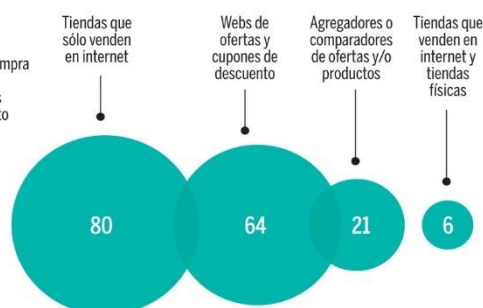 Tiendas que
sólo venden
en internet
Webs de
ofertas y
cupones de
descuento
Agregadores o
comparadores
de ofertas y/o
productos
Tiendas que
venden en
internet y
tiendas
físicas
80
64
21
6